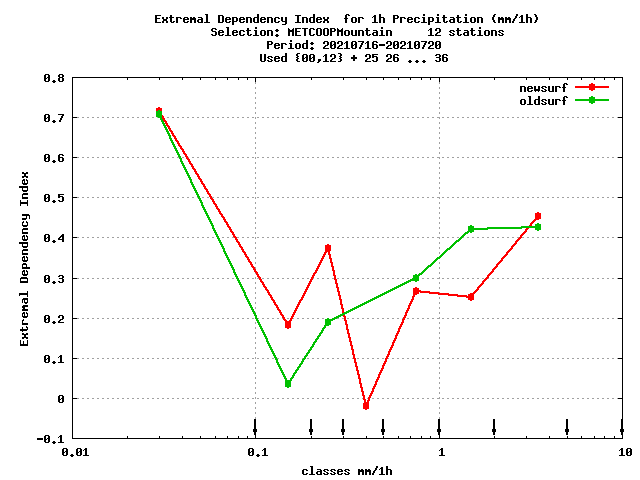 Extremal Dependency Index  for 1h Precipitation (mm/1h)
Selection: METCOOPMountain     12 stations
Period: 20210716-20210720
Used {00,12} + 25 26 ... 36
newsurf
oldsurf
Extremal Dependency Index
0.8
0.7
0.6
0.5
0.4
0.3
0.2
0.1
0
-0.1
0.01
0.1
1
10
classes mm/1h